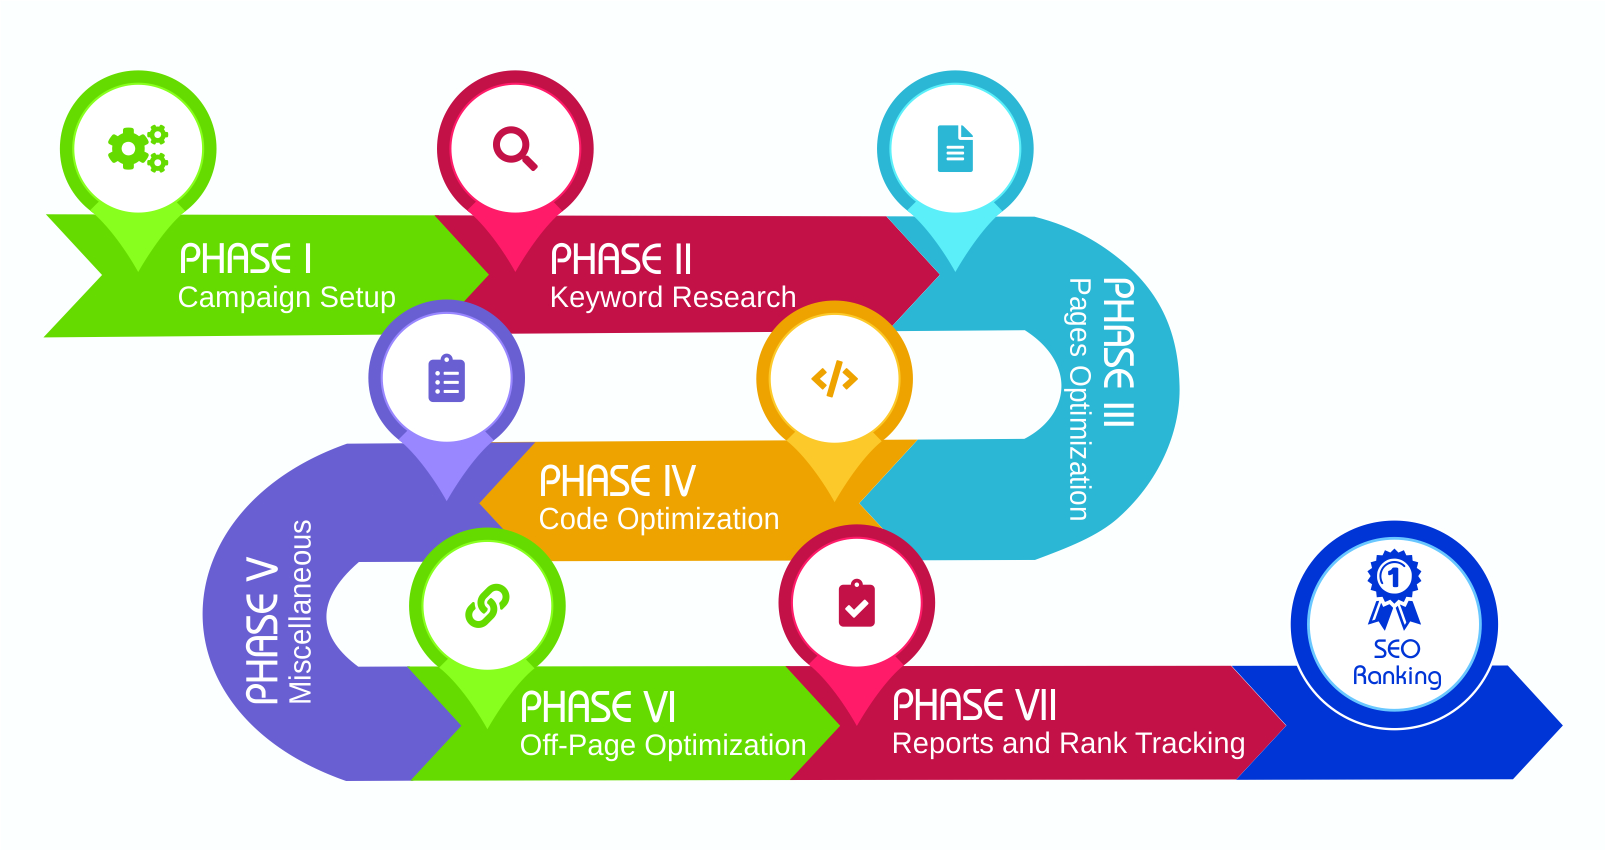 PHASE I
Campaign Setup
PHASE II
Keyword Research
PHASE III
Pages Optimization
PHASE IV
Code Optimization
PHASE V
Miscellaneous
PHASE VI
Off-Page Optimization
PHASE VII
Reports and Rank Tracking
1
SEO
Ranking